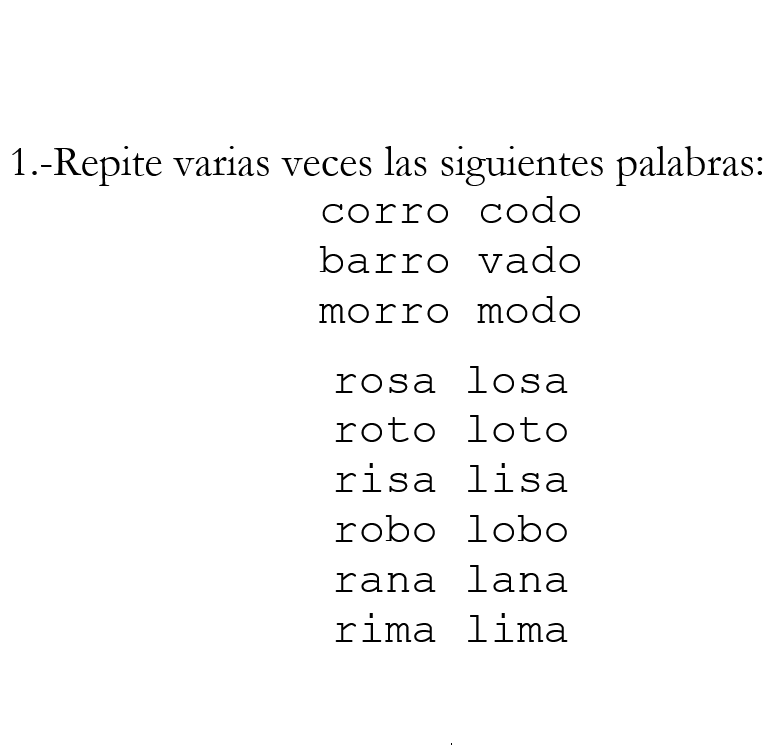 1.-Repite varias veces las siguientes palabras:
corro codo
barro vado
morro modo
rosa losa
roto loto
risa lisa
robo lobo
rana lana
rima lima